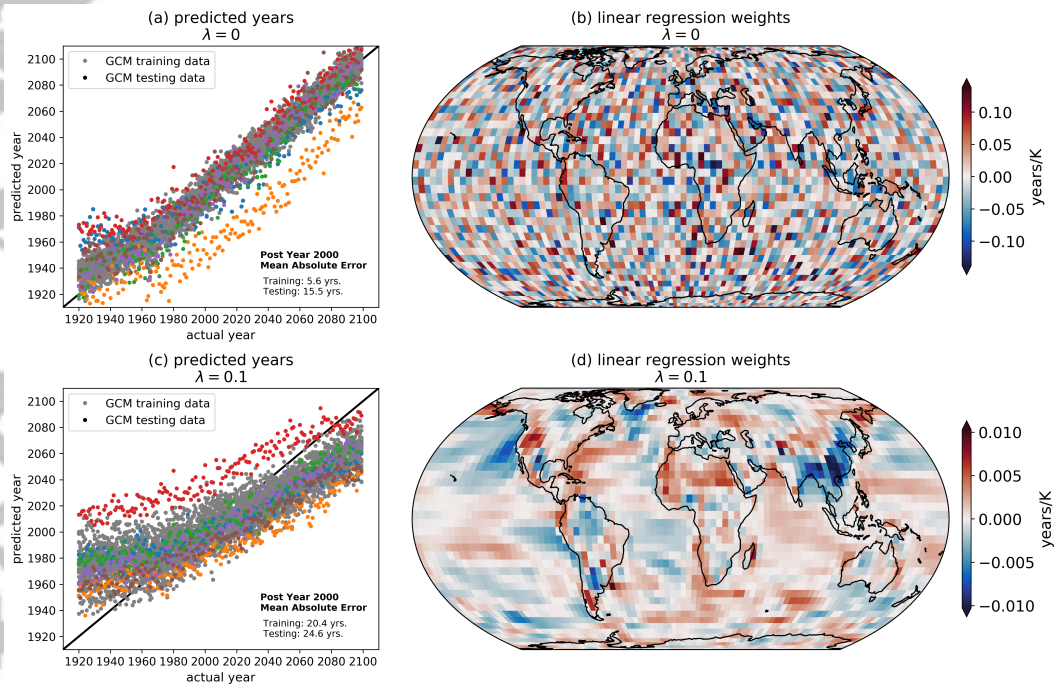 (a) predicted years
λ = 0
2100
2080
2060
2040
2020
2000
1980
1960
1940
1920
predicted year
GCM training data
GCM testing data
Post Year 2000
Mean Absolute Error
Training: 5.6 yrs.
Testing: 15.5 yrs.
1920 1940 1960 1980 2000 2020 2040 2060 2080 2100
actual year
(b) linear regression weights
λ = 0
0.10
0.05
0.00
−0.05
−0.10
years/K
(c) predicted years
λ = 0.1
2100
2080
2060
2040
2020
2000
1980
1960
1940
1920
predicted year
GCM training data
GCM testing data
Post Year 2000
Mean Absolute Error
Training: 20.4 yrs.
Testing: 24.6 yrs.
1920 1940 1960 1980 2000 2020 2040 2060 2080 2100
actual year
(d) linear regression weights
λ = 0.1
0.010
0.005
0.000
−0.005
−0.010
years/K